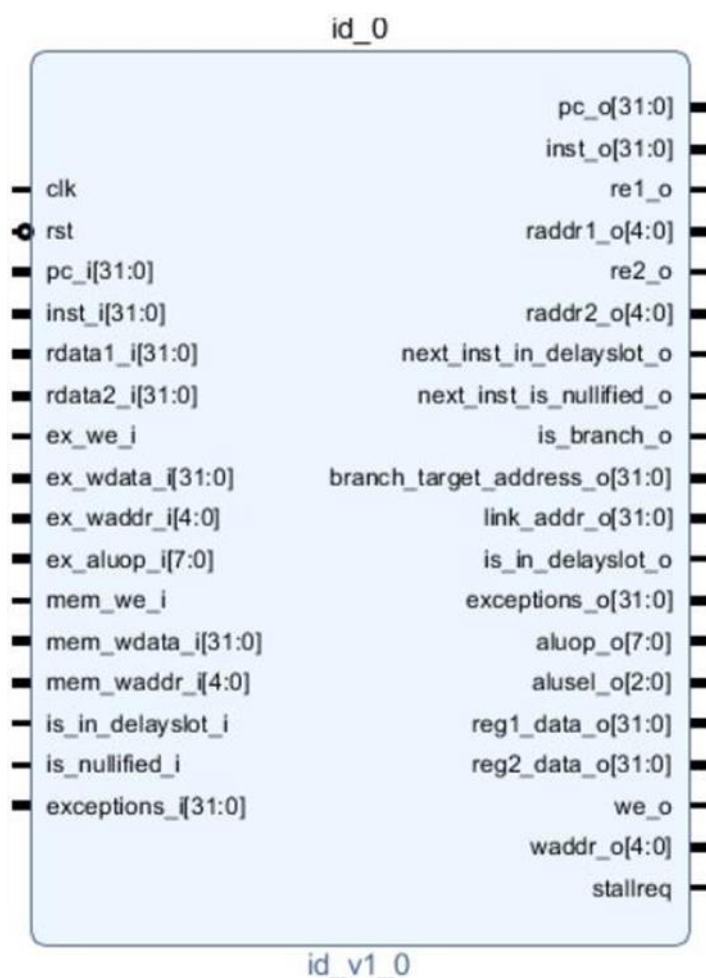 id_0
clk
rst
pc_i[31:0]
inst_i[31:0]
rdata1_i[31:0]
rdata2_i[31:0]
ex_we_i
ex_wdata_i[31:0]
ex_waddr_i[4:0]
ex_aluop_i[7:0]
mem_we_i
mem_wdata_i[31:0]
mem_waddr_i[4:0]
is_in_delayslot_i
is_nullified_i
exceptions_i[31:0]
pc_o[31:0]
inst_o[31:0]
re1_o
raddr1_o[4:0]
re2_o
raddr2_o[4:0]
next_inst_in_delayslot_o
next_inst_is_nullified_o
is_branch_o
branch_target_address_o[31:0]
link_addr_o[31:0]
is_in_delayslot_o
exceptions_o[31:0]
aluop_o[7:0]
alusel_o[2:0]
reg1_data_o[31:0]
reg2_data_o[31:0]
we_o
waddr_o[4:0]
stallreq
id_v1_0